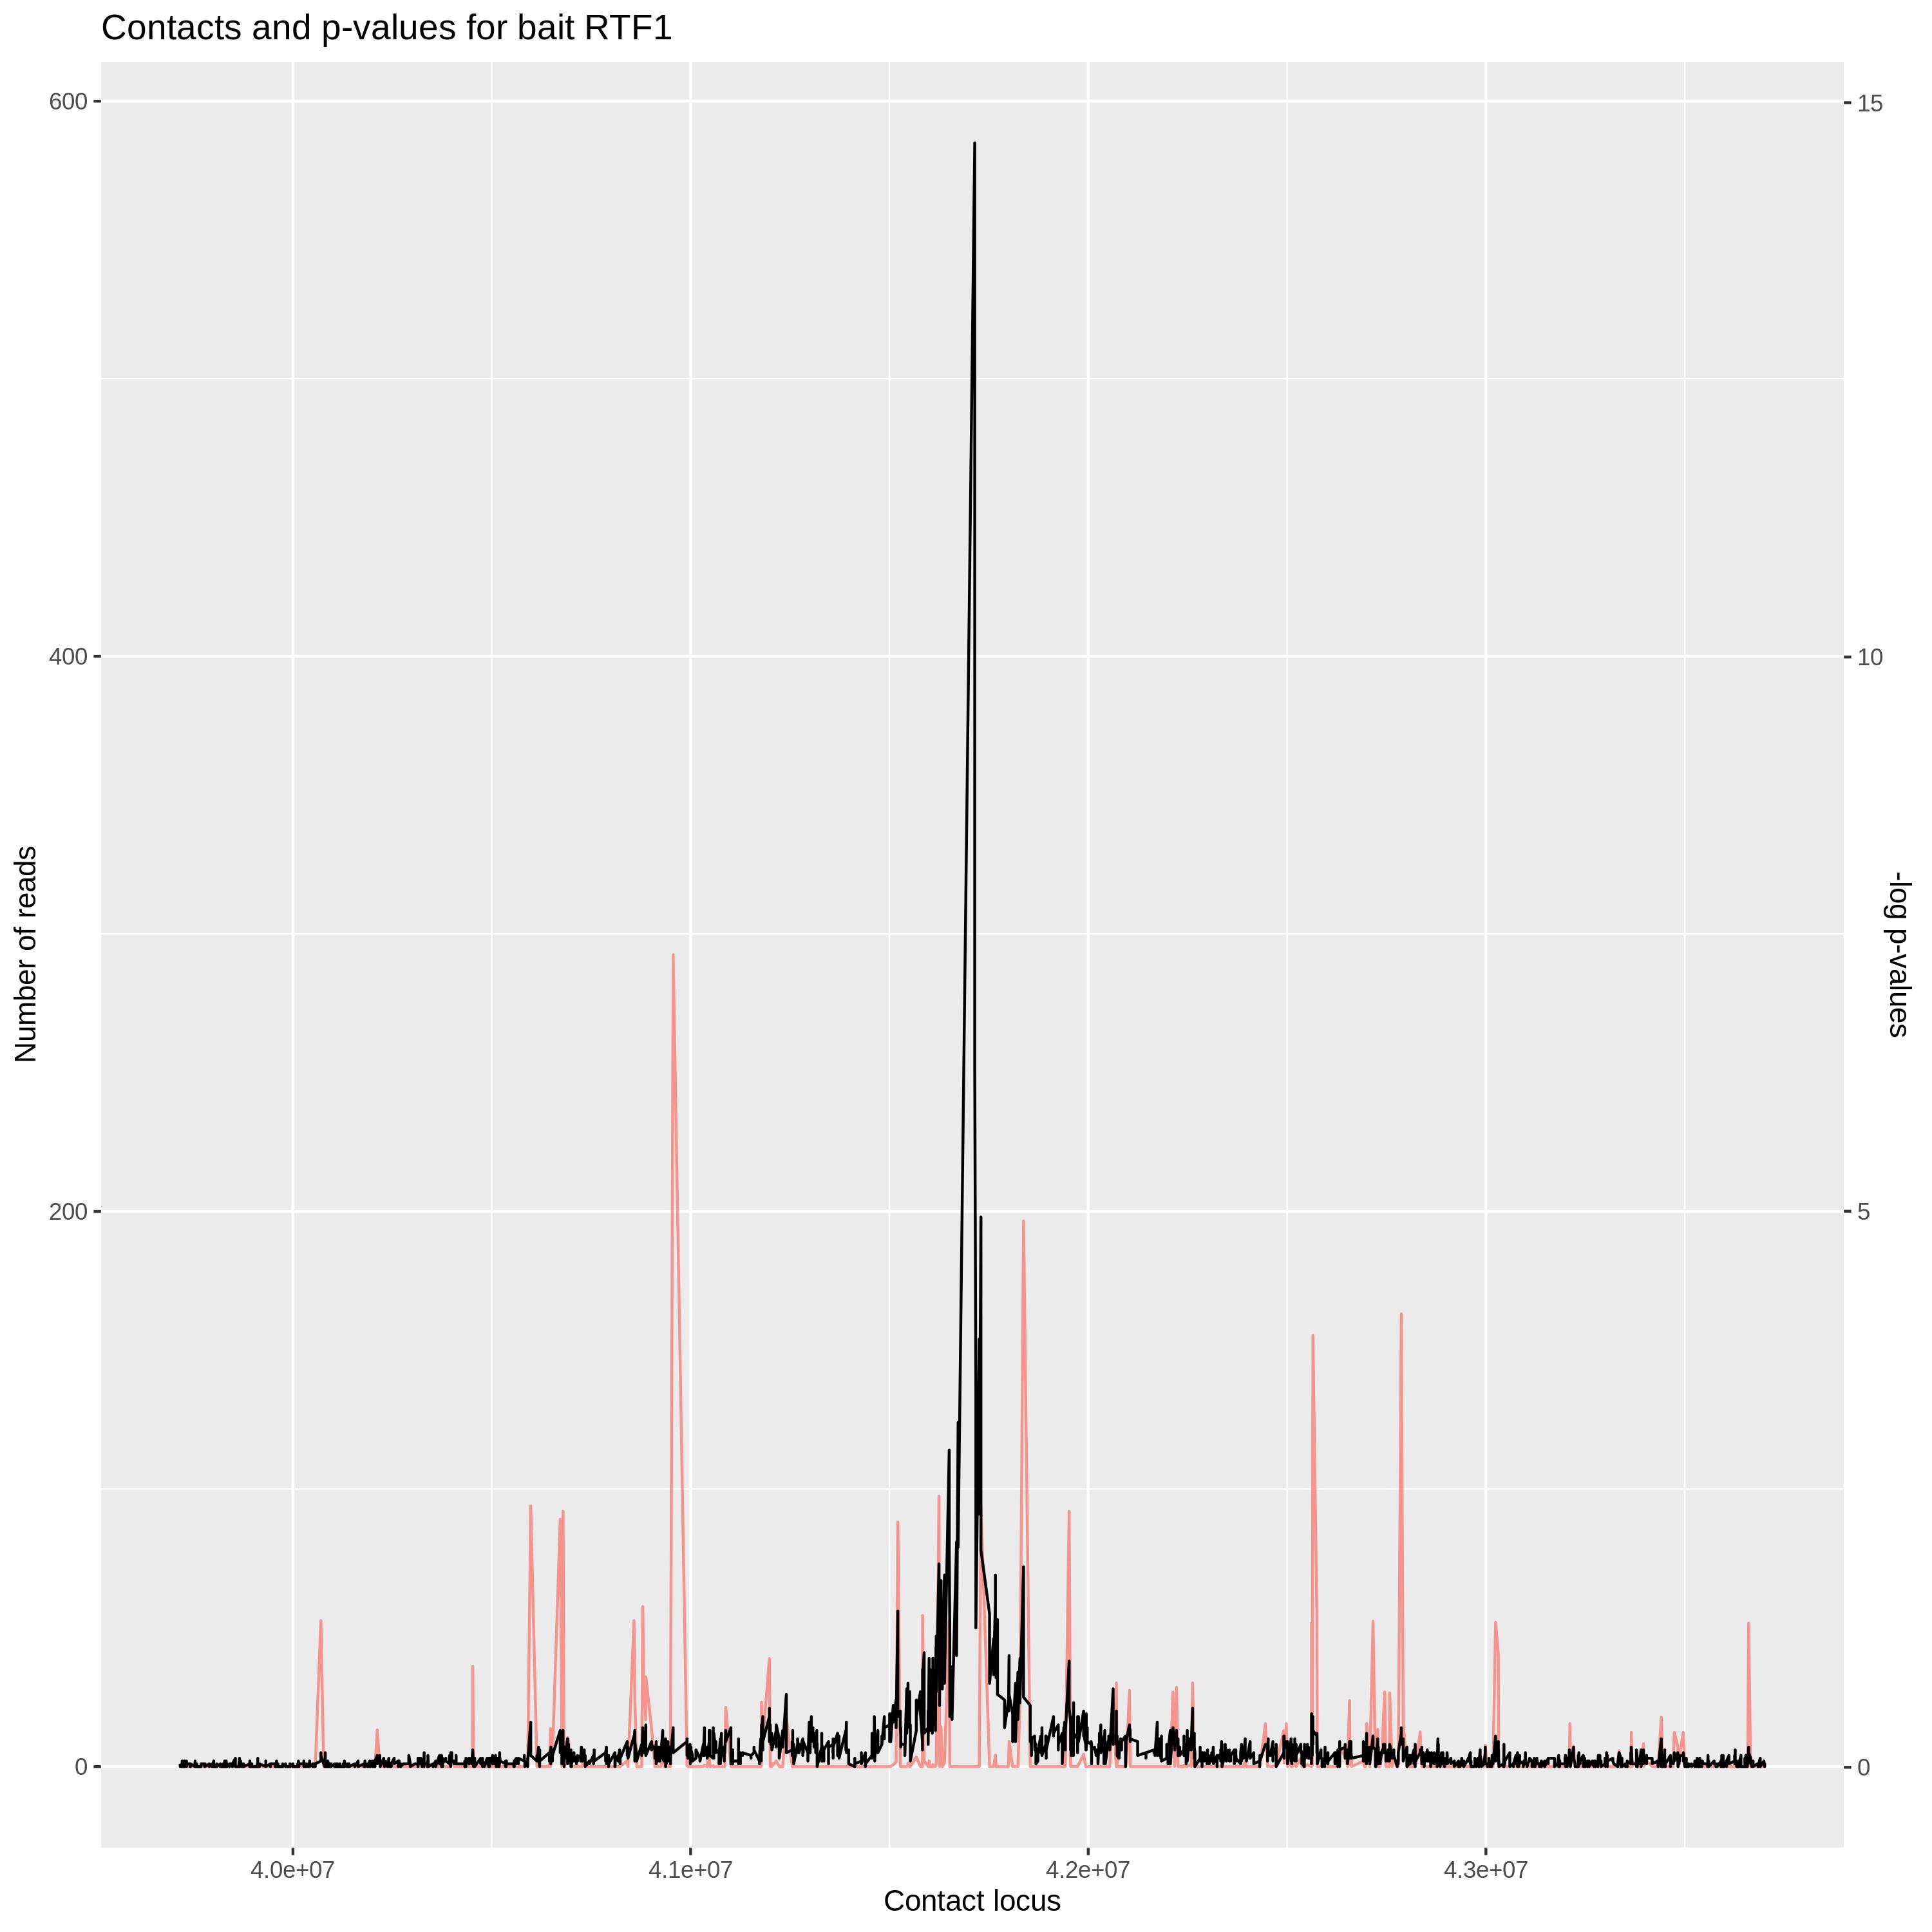 Contacts and p-values for bait RTF1
600
400
200
0
15
10
5
0
Number of reads
-log p-values
4.0e+07 4.1e+07 4.2e+07 4.3e+07
Contact locus